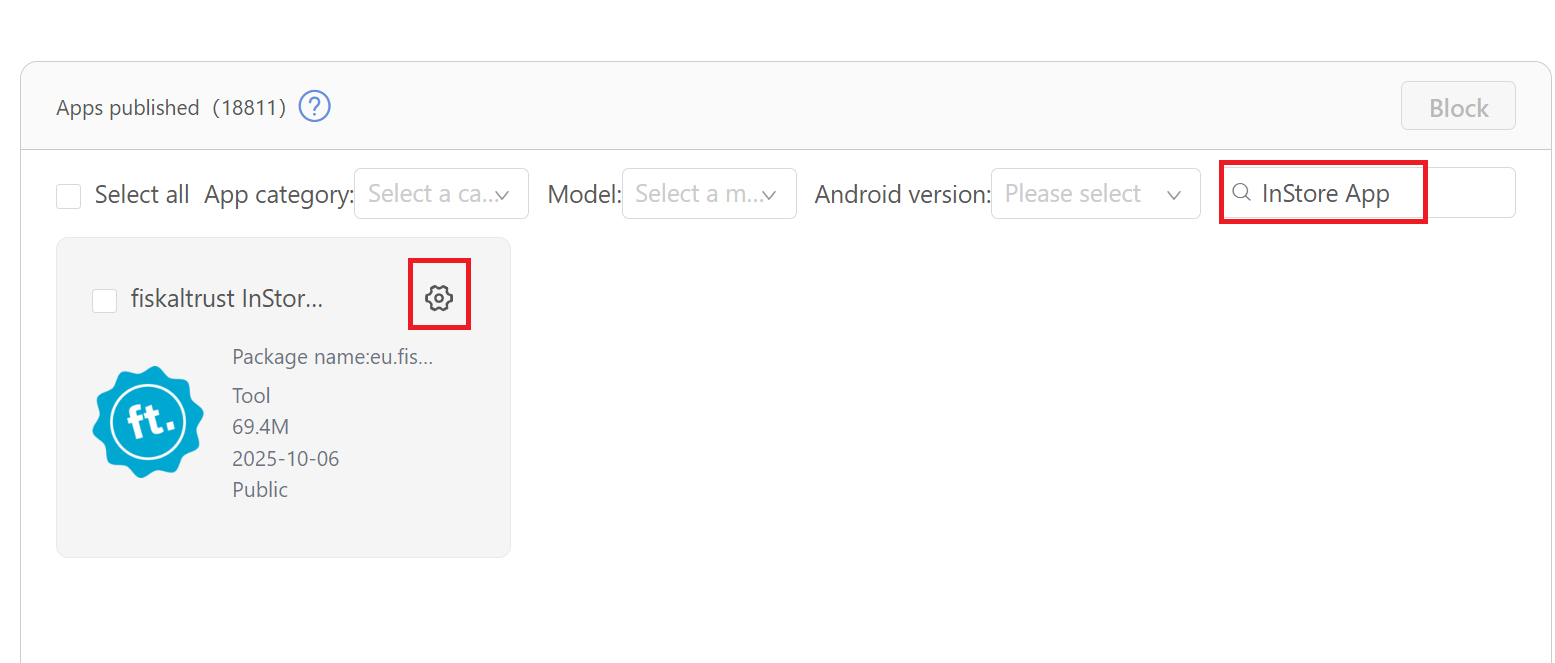 Apps published (18811) ?
Block
Select all App category: Select a ca... Model: Select a m... Android version: Please select InStore App
fiskaltrust InStor...
Package name:eu.fis...
Tool
69.4M
2025-10-06
Public
ft.